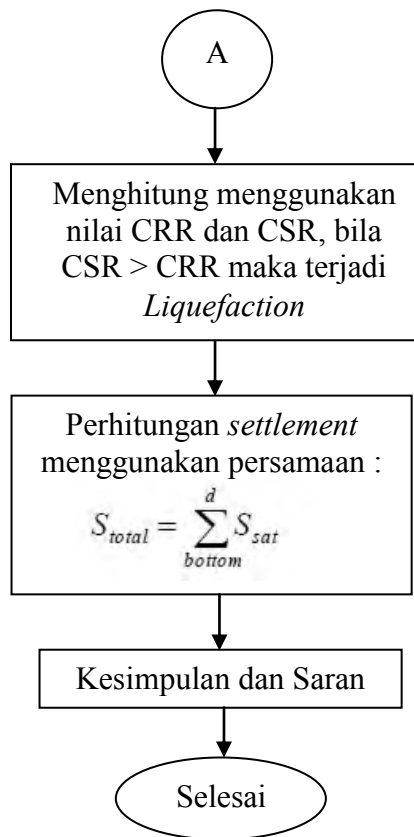 A
Menghitung menggunakan
nilai CRR dan CSR, bila
CSR > CRR maka terjadi
Liquefaction
Perhitungan settlement
menggunakan persamaan :
S_total = ∑_bottom^d S_sat
Kesimpulan dan Saran
Selesai